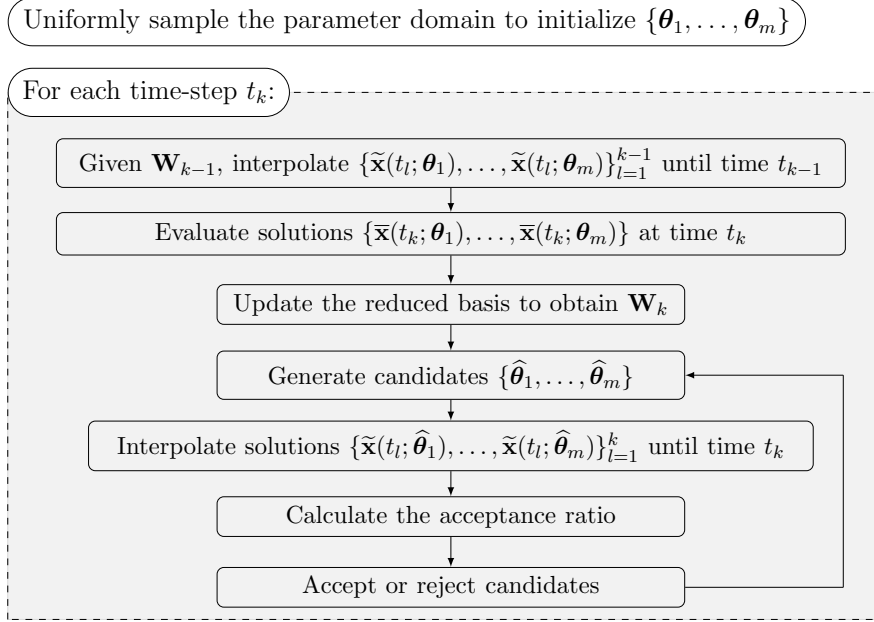 Uniformly sample the parameter domain to initialize {θ₁, . . . , θₘ}
For each time-step tₖ:
Given Wₖ₋₁, interpolate {x̃(tₗ; θ₁), . . . , x̃(tₗ; θₘ)}ₗ₌₁ᵏ⁻¹ until time tₖ₋₁
Evaluate solutions {x̄(tₖ; θ₁), . . . , x̄(tₖ; θₘ)} at time tₖ
Update the reduced basis to obtain Wₖ
Generate candidates {θ̂₁, . . . , θ̂ₘ}
Interpolate solutions {x̃(tₗ; θ̂₁), . . . , x̃(tₗ; θ̂ₘ)}ₗ₌₁ᵏ until time tₖ
Calculate the acceptance ratio
Accept or reject candidates